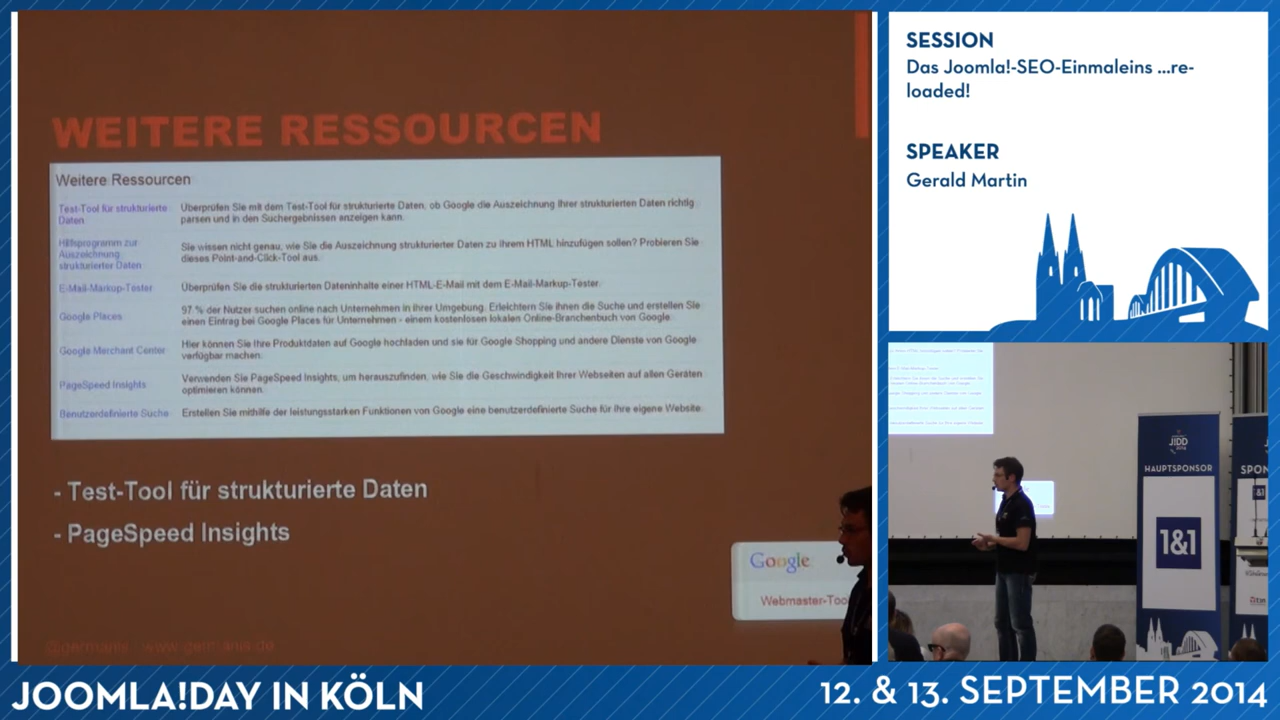 WEITERE RESSOURCEN
Weitere Ressourcen
Test-Tool für strukturierte
Daten
Überprüfen Sie mit dem Test-Tool für strukturierte Daten, ob Google die Auszeichnung Ihrer strukturierten Daten richtig
parsen und in den Suchergebnissen anzeigen kann.
Hilfsprogramm zur
Auszeichnung
strukturierter Daten
Sie wissen nicht genau, wie Sie die Auszeichnung strukturierter Daten zu Ihrem HTML hinzufügen sollen? Probieren Sie
dieses Point-and-Click-Tool aus.
E-Mail-Markup-Tester
Überprüfen Sie die strukturierten Dateninhalte einer HTML-E-Mail mit dem E-Mail-Markup-Tester.
Google Places
97 % der Nutzer suchen online nach Unternehmen in ihrer Umgebung. Erleichtern Sie ihnen die Suche und erstellen Sie
einen Eintrag bei Google Places für Unternehmen - einem kostenlosen lokalen Online-Branchenbuch von Google.
Google Merchant Center
Hier können Sie Ihre Produktdaten auf Google hochladen und sie für Google Shopping und andere Dienste von Google
verfügbar machen.
PageSpeed Insights
Verwenden Sie PageSpeed Insights, um herauszufinden, wie Sie die Geschwindigkeit Ihrer Webseiten auf allen Geräten
optimieren können.
Benutzerdefinierte Suche
Erstellen Sie mithilfe der leistungsstarken Funktionen von Google eine benutzerdefinierte Suche für Ihre eigene Website.
- Test-Tool für strukturierte Daten
- PageSpeed Insights
Google
Webmaster-Too
SESSION
Das Joomla!-SEO-Einmaleins ...re-
loaded!
SPEAKER
Gerald Martin
JIDD
2014
HAUPTSPONSOR
1&1
SPON
1&1
JOOMLA!DAY IN KÖLN
12. & 13. SEPTEMBER 2014